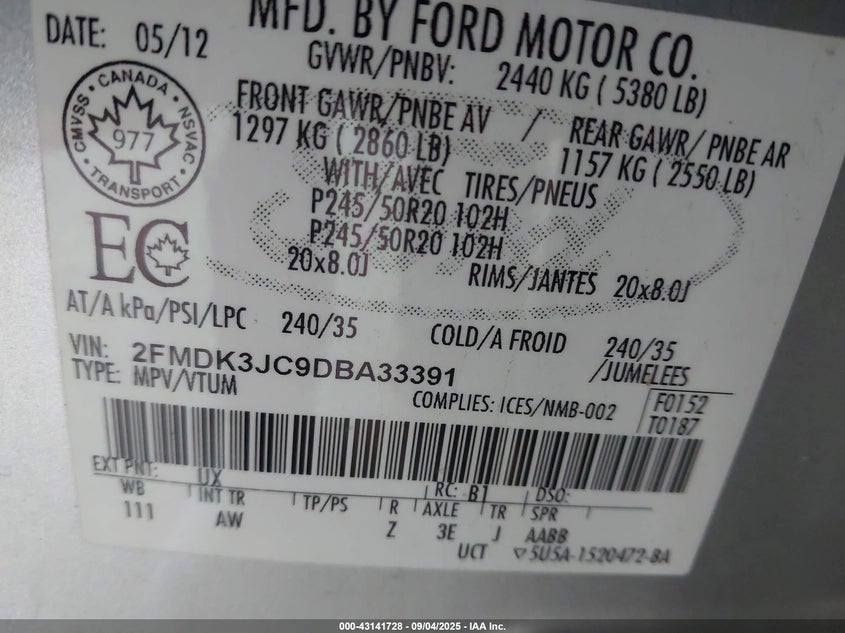 MFD. BY FORD MOTOR CO.
DATE: 05/12
GVWR/PNBV: 2440 KG ( 5380 LB)
CMVSS • CANADA • NSVAC • TRANSPORT •
977
FRONT GAWR/PNBE AV / REAR GAWR/ PNBE AR
1297 KG ( 2860 LB) 1157 KG ( 2550 LB)
WITH/AVEC TIRES/PNEUS
P245/50R20 102H
P245/50R20 102H
20x8.0J RIMS/JANTES 20x8.0J
EC
AT/A kPa/PSI/LPC 240/35 COLD/A FROID 240/35
VIN: 2FMDK3JC9DBA33391 /JUMELEES
TYPE: MPV/VTUM
COMPLIES: ICES/NMB-002 F0152
T0187
EXT PNT: UX RC: B1 DSO:
WB INT TR TP/PS R AXLE TR SPR
111 AW Z 3E J AABB
UCT 5U5A-1520472-BA
000-43141728 - 09/04/2025 - IAA Inc.